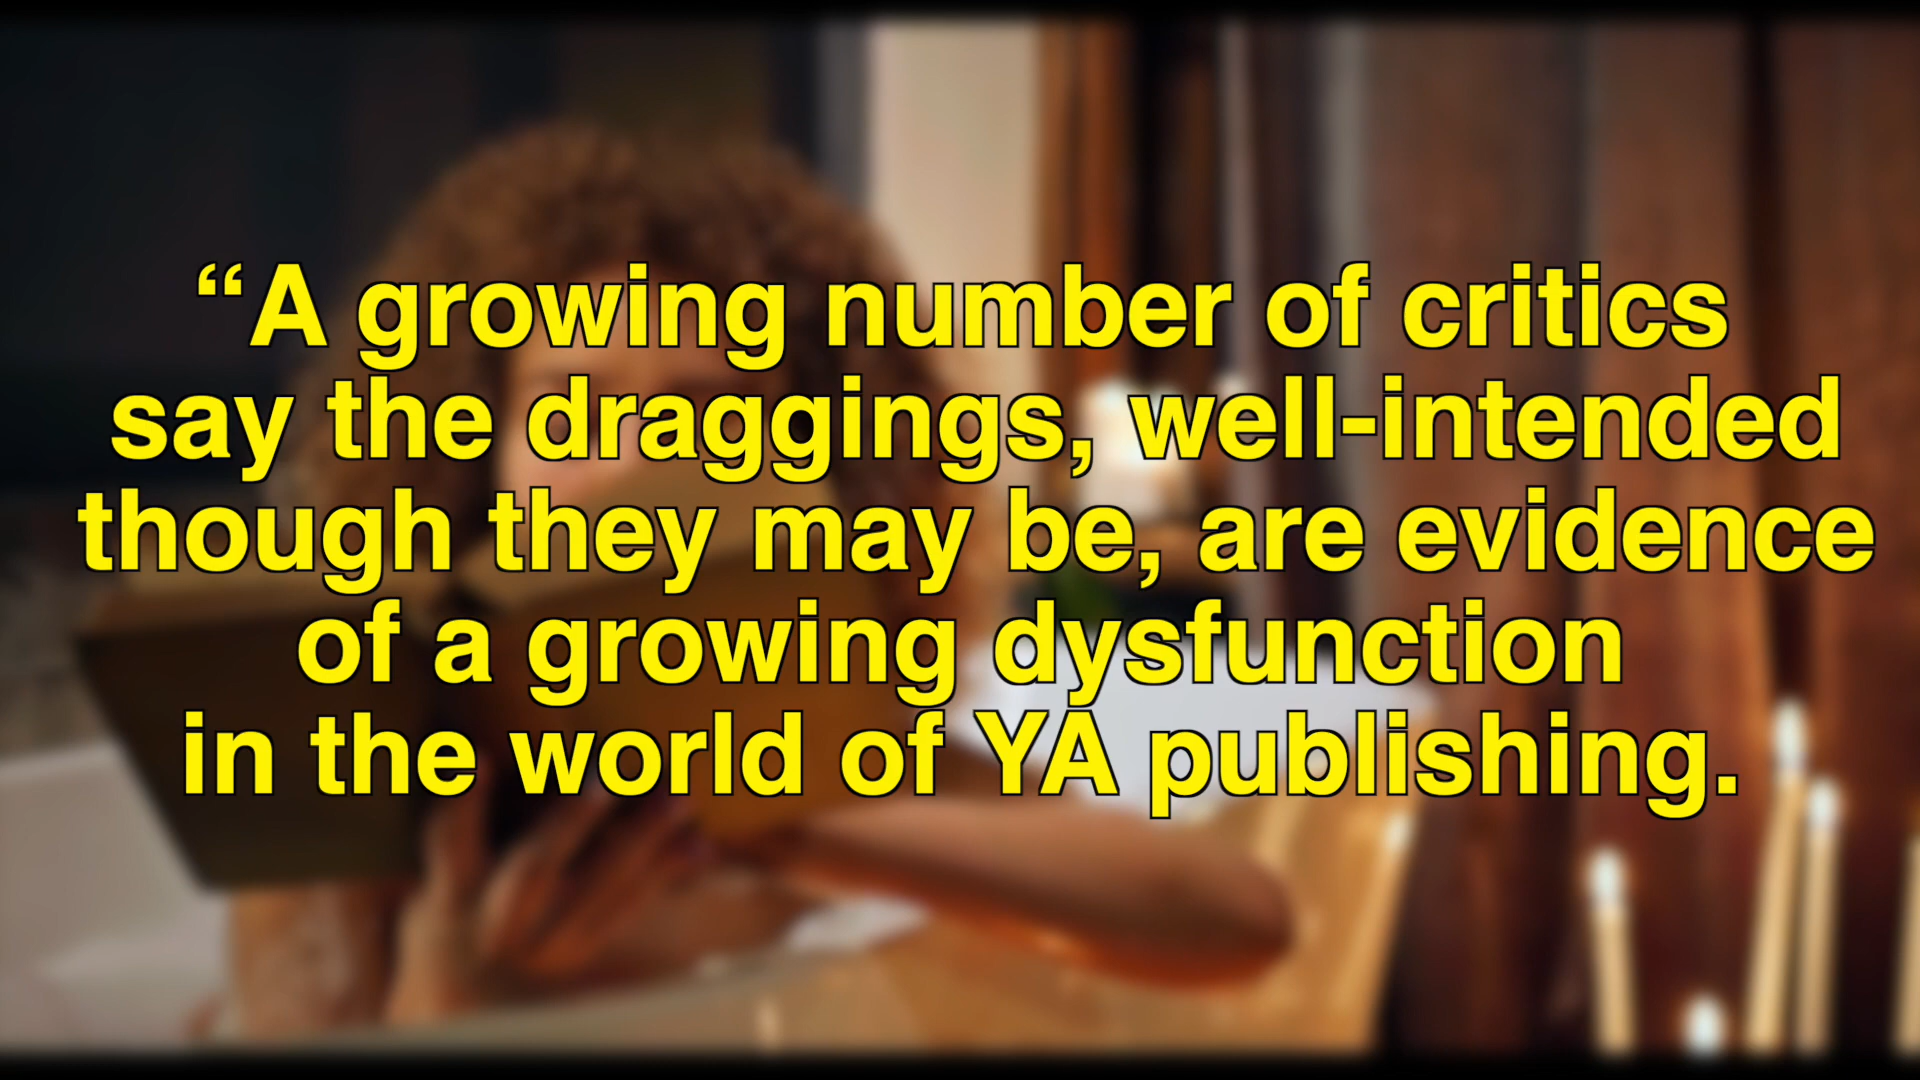 “A growing number of critics
say the draggings, well-intended
though they may be, are evidence
of a growing dysfunction
in the world of YA publishing.